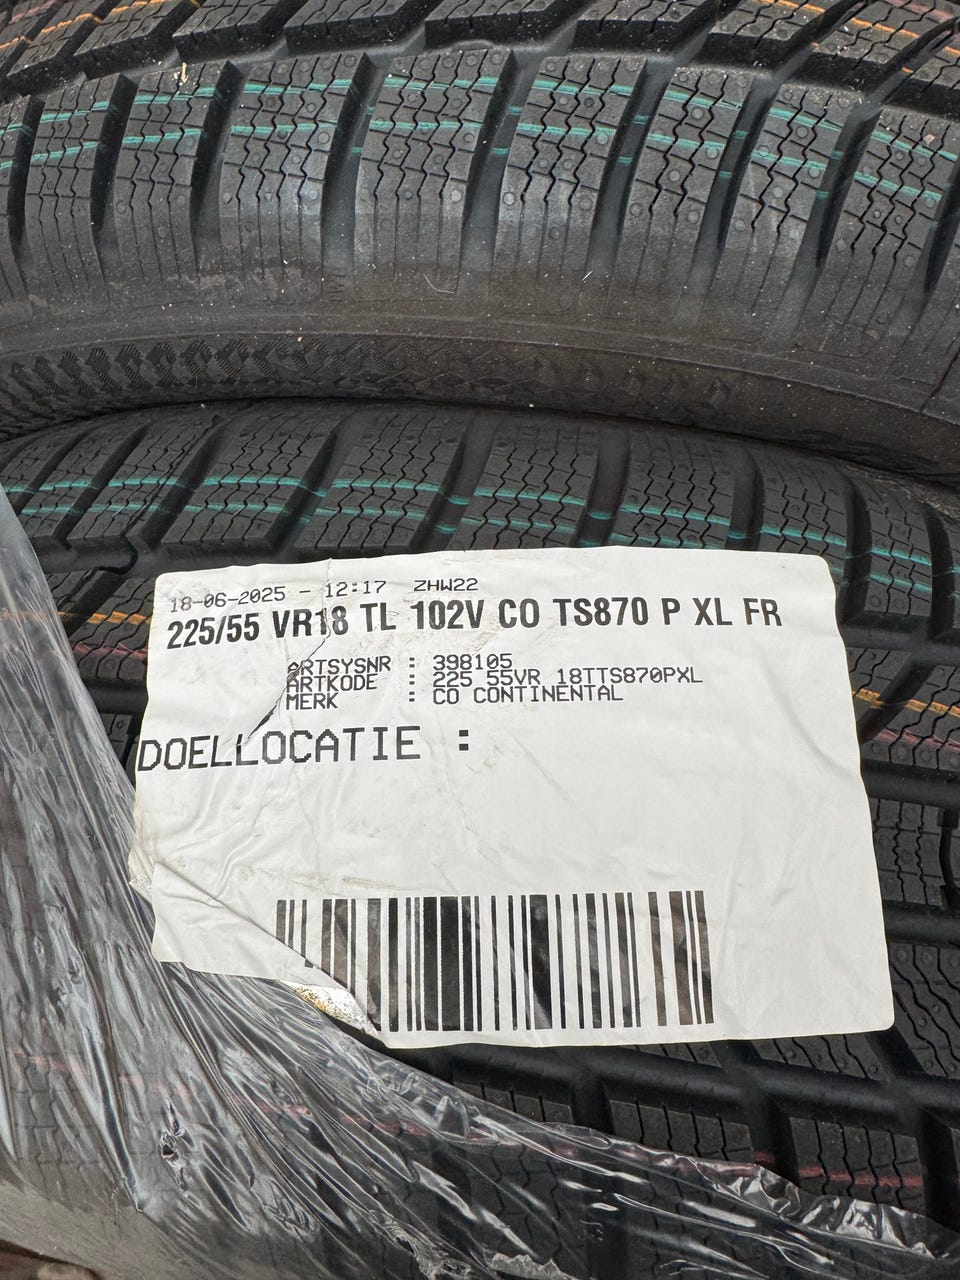 18-06-2025 - 12:17 ZHW22
225/55 VR18 TL 102V CO TS870 P XL FR
ARTSYSNR : 398105
ARTKODE : 225 55VR 18TTS870PXL
MERK : CO CONTINENTAL
DOELLOCATIE :